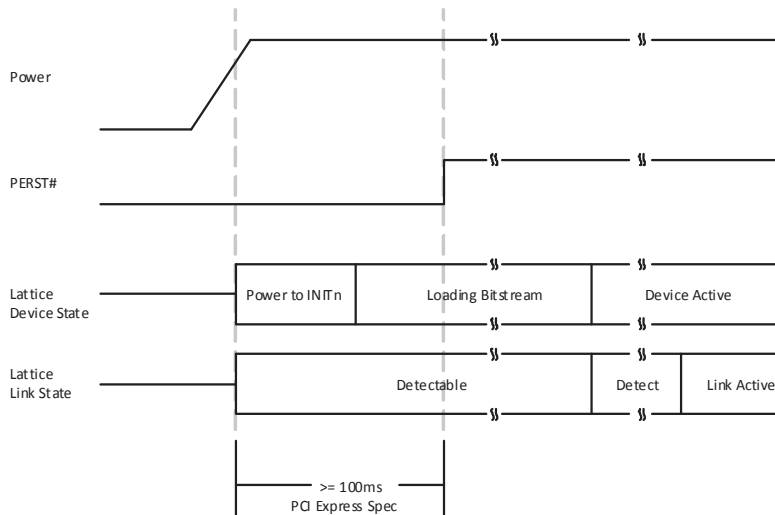 Power
PERST#
Lattice
Device State
Power to INITn
Loading Bitstream
Device Active
Lattice
Link State
Detectable
Detect
Link Active
>= 100ms
PCI Express Spec